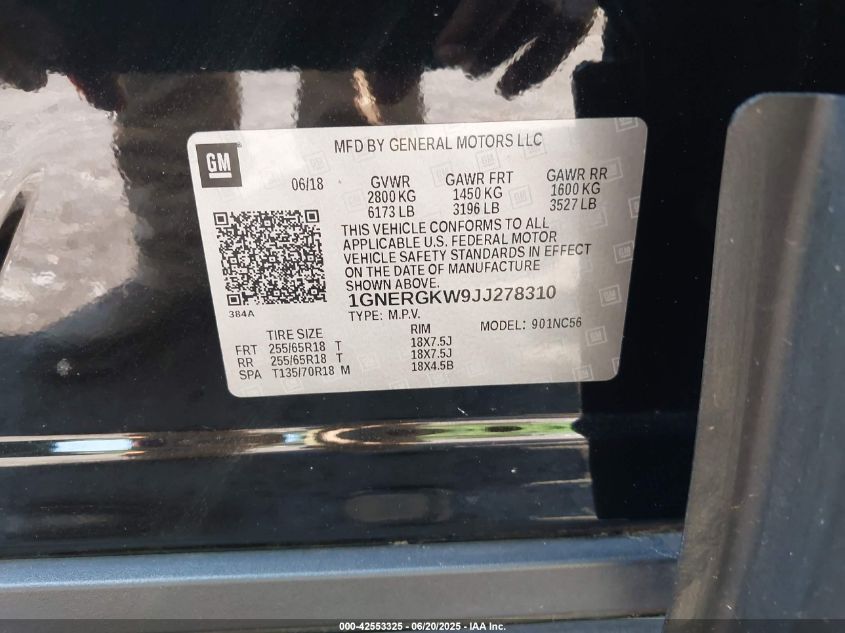 MFD BY GENERAL MOTORS LLC
GM
06/18
GVWR GAWR FRT GAWR RR
2800 KG 1450 KG 1600 KG
6173 LB 3196 LB 3527 LB
THIS VEHICLE CONFORMS TO ALL
APPLICABLE U.S. FEDERAL MOTOR
VEHICLE SAFETY STANDARDS IN EFFECT
ON THE DATE OF MANUFACTURE
SHOWN ABOVE.
1GNERGKW9JJ278310
384A
TYPE: M.P.V.
MODEL: 901NC56
TIRE SIZE RIM
FRT 255/65R18 T 18X7.5J
RR 255/65R18 T 18X7.5J
SPA T135/70R18 M 18X4.5B
000-42553325 - 06/20/2025 - IAA Inc.